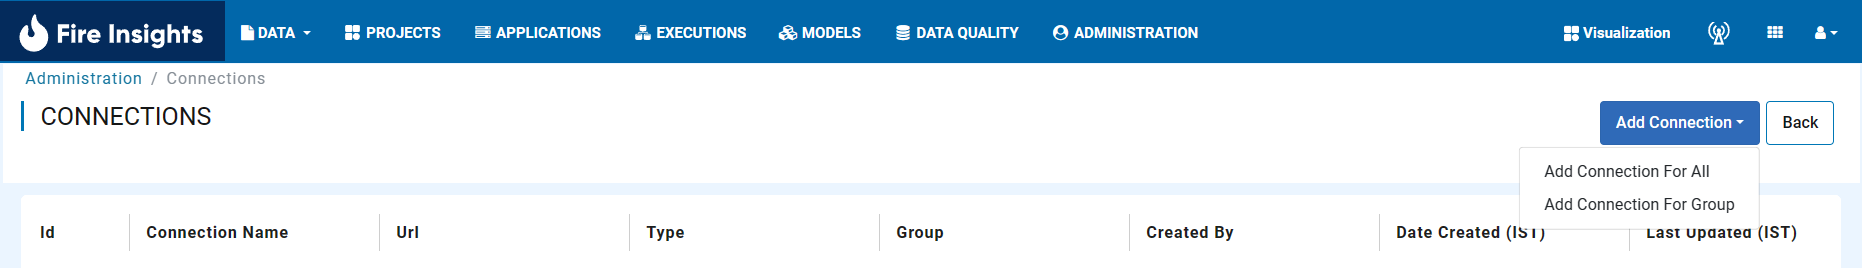 Fire Insights DATA PROJECTS APPLICATIONS EXECUTIONS MODELS DATA QUALITY ADMINISTRATION Visualization
Administration / Connections
CONNECTIONS
Add Connection Back
Add Connection For All
Add Connection For Group
Id Connection Name Url Type Group Created By Date Created (IST) Last Updated (IST)